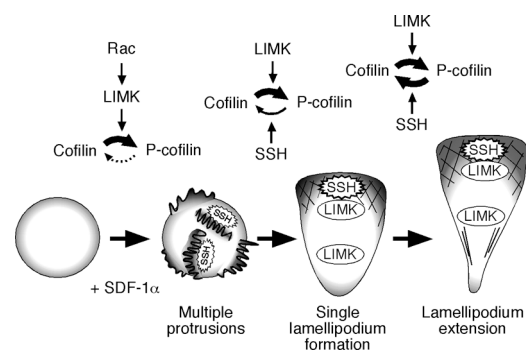 Rac
LIMK
Cofilin P-cofilin
LIMK
Cofilin P-cofilin
SSH
LIMK
Cofilin P-cofilin
SSH
+ SDF-1α
SSH
SSH
Multiple
protrusions
SSH
LIMK
LIMK
Single
lamellipodium
formation
SSH
LIMK
LIMK
Lamellipodium
extension